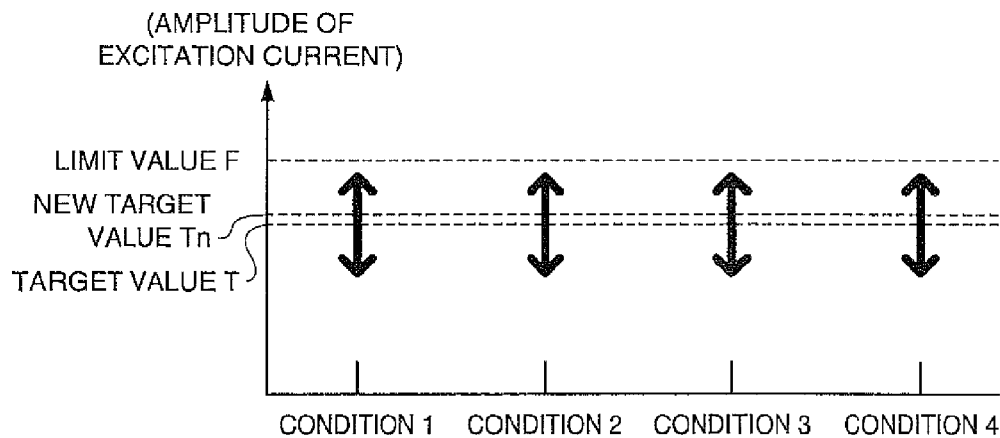 (AMPLITUDE OF
EXCITATION CURRENT)
LIMIT VALUE F
NEW TARGET
VALUE Tn
TARGET VALUE T
CONDITION 1 CONDITION 2 CONDITION 3 CONDITION 4